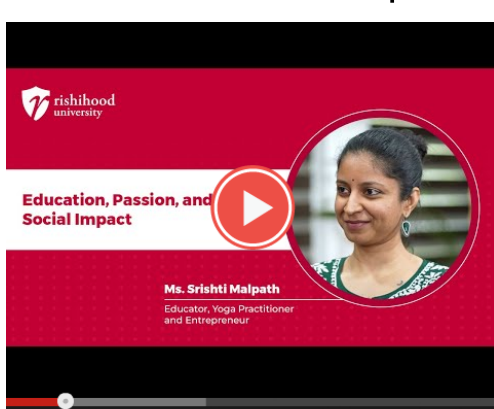 rishihood
university
Education, Passion, and
Social Impact
Ms. Srishti Malpath
Educator, Yoga Practitioner
and Entrepreneur